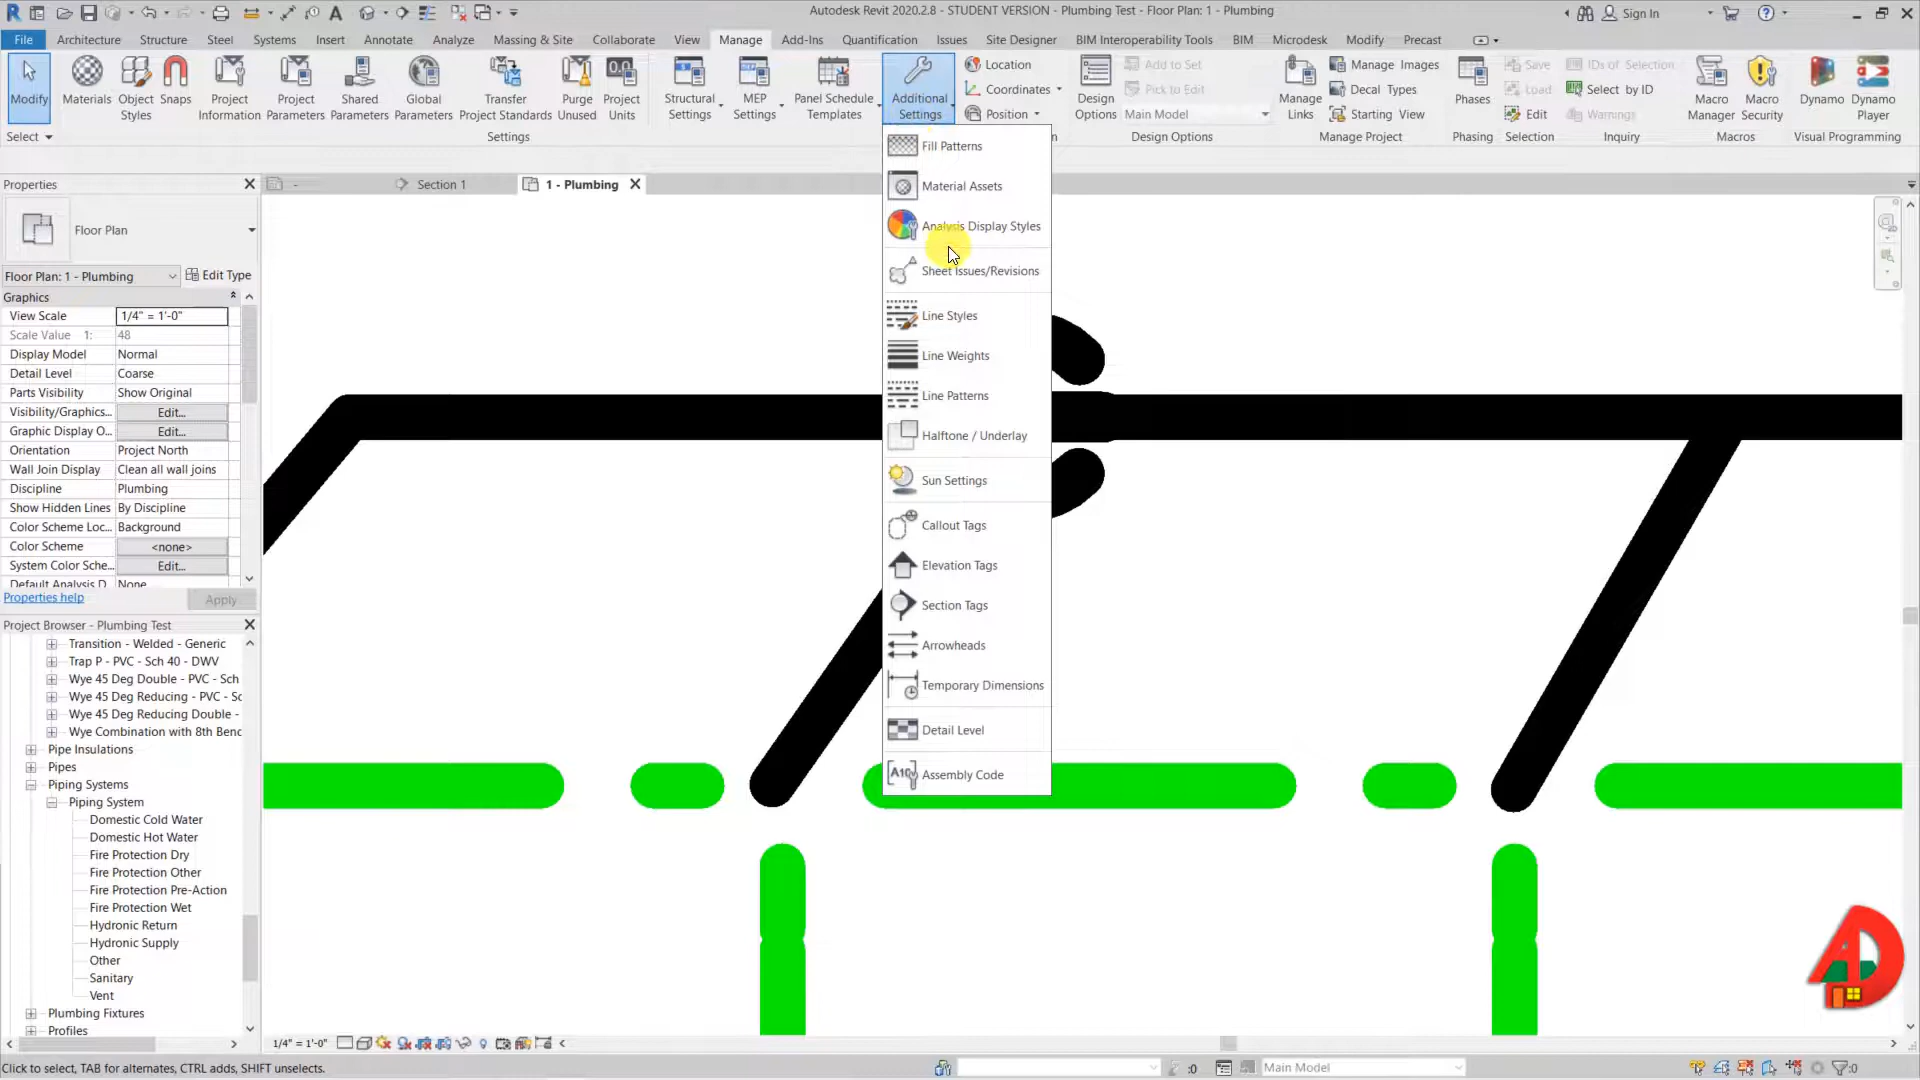 Autodesk Revit 2020.2.8 - STUDENT VERSION - Plumbing Test - Floor Plan: 1 - Plumbing
Sign In
File Architecture Structure Steel Systems Insert Annotate Analyze Massing & Site Collaborate View Manage Add-Ins Quantification Issues Site Designer BIM Interoperability Tools BIM Microdesk Modify Precast
Modify
Materials
Object Styles
Snaps
Project Information
Project Parameters
Shared Parameters
Global Parameters
Transfer Project Standards
Purge Unused
Project Units
Structural Settings
MEP Settings
Panel Schedule Templates
Additional Settings
Location
Coordinates
Position
Design Options
Add to Set
Pick to Edit
Main Model
Manage Links
Manage Images
Decal Types
Starting View
Phases
Save
Load
Edit
IDs of Selection
Select by ID
Warnings
Macro Manager
Macro Security
Dynamo
Dynamo Player
Select
Settings
Design Options
Manage Project
Phasing
Selection
Inquiry
Macros
Visual Programming
Properties
Section 1
1 - Plumbing
Floor Plan
Floor Plan: 1 - Plumbing
Edit Type
Graphics
View Scale 1/4" = 1'-0"
Scale Value 1: 48
Display Model Normal
Detail Level Coarse
Parts Visibility Show Original
Visibility/Graphics... Edit...
Graphic Display O... Edit...
Orientation Project North
Wall Join Display Clean all wall joins
Discipline Plumbing
Show Hidden Lines By Discipline
Color Scheme Loc... Background
Color Scheme <none>
System Color Sche... Edit...
Default Analysis D... None
Properties help
Apply
Project Browser - Plumbing Test
Transition - Welded - Generic
Trap P - PVC - Sch 40 - DWV
Wye 45 Deg Double - PVC - Sch
Wye 45 Deg Reducing - PVC - Sc
Wye 45 Deg Reducing Double -
Wye Combination with 8th Bend
Pipe Insulations
Pipes
Piping Systems
Piping System
Domestic Cold Water
Domestic Hot Water
Fire Protection Dry
Fire Protection Other
Fire Protection Pre-Action
Fire Protection Wet
Hydronic Return
Hydronic Supply
Other
Sanitary
Vent
Plumbing Fixtures
Profiles
Fill Patterns
Material Assets
Analysis Display Styles
Sheet Issues/Revisions
Line Styles
Line Weights
Line Patterns
Halftone / Underlay
Sun Settings
Callout Tags
Elevation Tags
Section Tags
Arrowheads
Temporary Dimensions
Detail Level
Assembly Code
1/4" = 1'-0"
Click to select, TAB for alternates, CTRL adds, SHIFT unselects.
:0
Main Model
:0